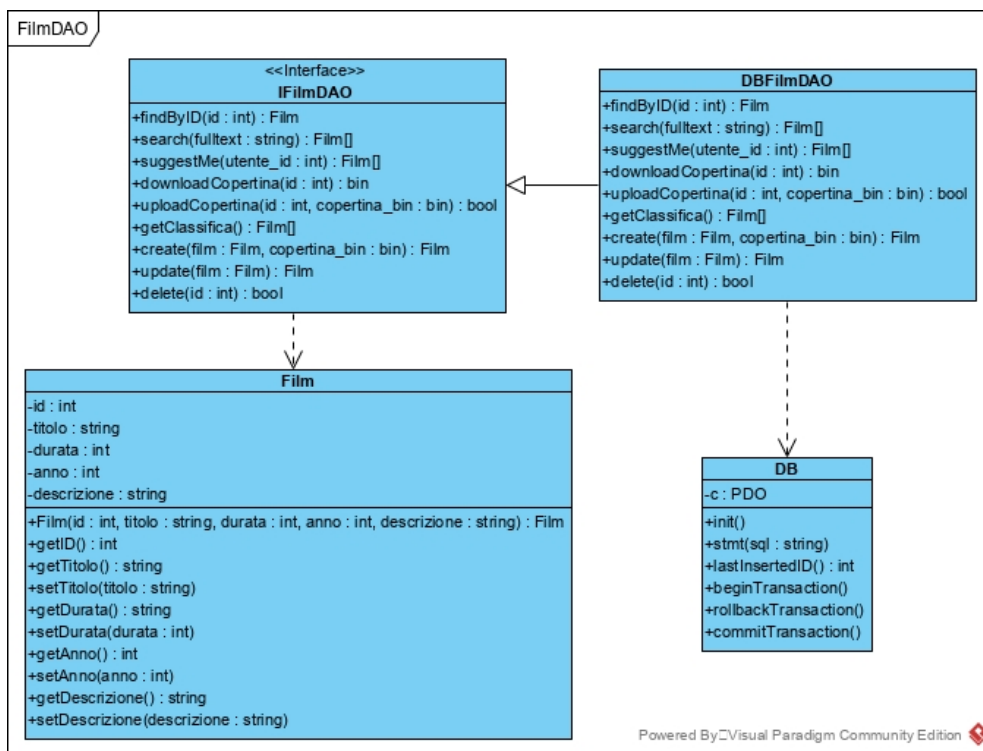 FilmDAO
<<Interface>>
IFilmDAO
+findByID(id : int) : Film
+search(fulltext : string) : Film[]
+suggestMe(utente_id : int) : Film[]
+downloadCopertina(id : int) : bin
+uploadCopertina(id : int, copertina_bin : bin) : bool
+getClassifica() : Film[]
+create(film : Film, copertina_bin : bin) : Film
+update(film : Film) : Film
+delete(id : int) : bool
DBFilmDAO
+findByID(id : int) : Film
+search(fulltext : string) : Film[]
+suggestMe(utente_id : int) : Film[]
+downloadCopertina(id : int) : bin
+uploadCopertina(id : int, copertina_bin : bin) : bool
+getClassifica() : Film[]
+create(film : Film, copertina_bin : bin) : Film
+update(film : Film) : Film
+delete(id : int) : bool
Film
-id : int
-titolo : string
-durata : int
-anno : int
-descrizione : string
+Film(id : int, titolo : string, durata : int, anno : int, descrizione : string) : Film
+getID() : int
+getTitolo() : string
+setTitolo(titolo : string)
+getDurata() : string
+setDurata(durata : int)
+getAnno() : int
+setAnno(anno : int)
+getDescrizione() : string
+setDescrizione(descrizione : string)
DB
-c : PDO
+init()
+stmt(sql : string)
+lastInsertedID() : int
+beginTransaction()
+rollbackTransaction()
+commitTransaction()
Powered By Visual Paradigm Community Edition